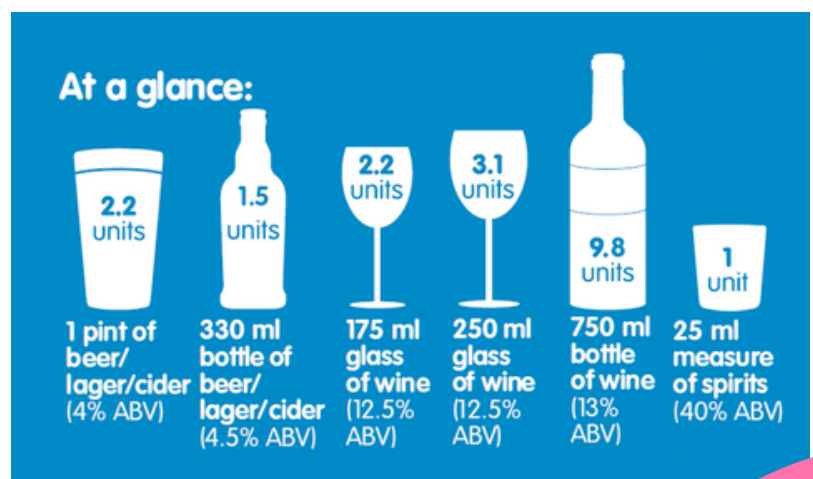 At a glance:
2.2
units
1.5
units
2.2
units
3.1
units
9.8
units
1
unit
1 pint of
beer/
lager/cider
(4% ABV)
330 ml
bottle of
beer/
lager/cider
(4.5% ABV)
175 ml
glass
of wine
(12.5%
ABV)
250 ml
glass
of wine
(12.5%
ABV)
750 ml
bottle
of wine
(13%
ABV)
25 ml
measure
of spirits
(40% ABV)